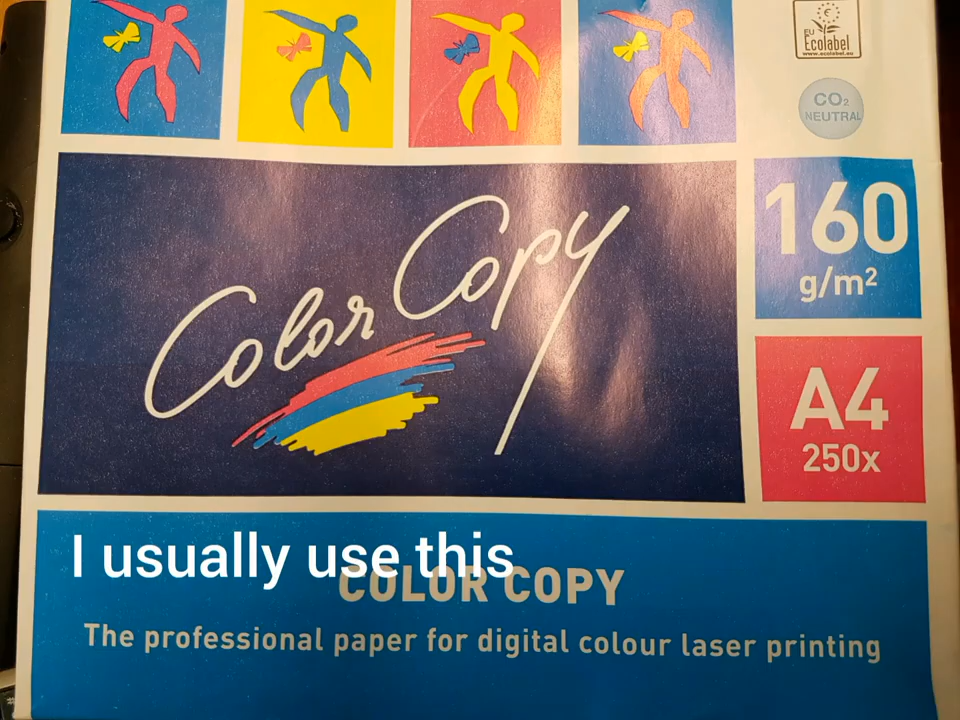 EU
Ecolabel
www.ecolabel.eu
CO₂
NEUTRAL
160
g/m²
Color Copy
A4
250x
I usually use this
COLOR COPY
The professional paper for digital colour laser printing